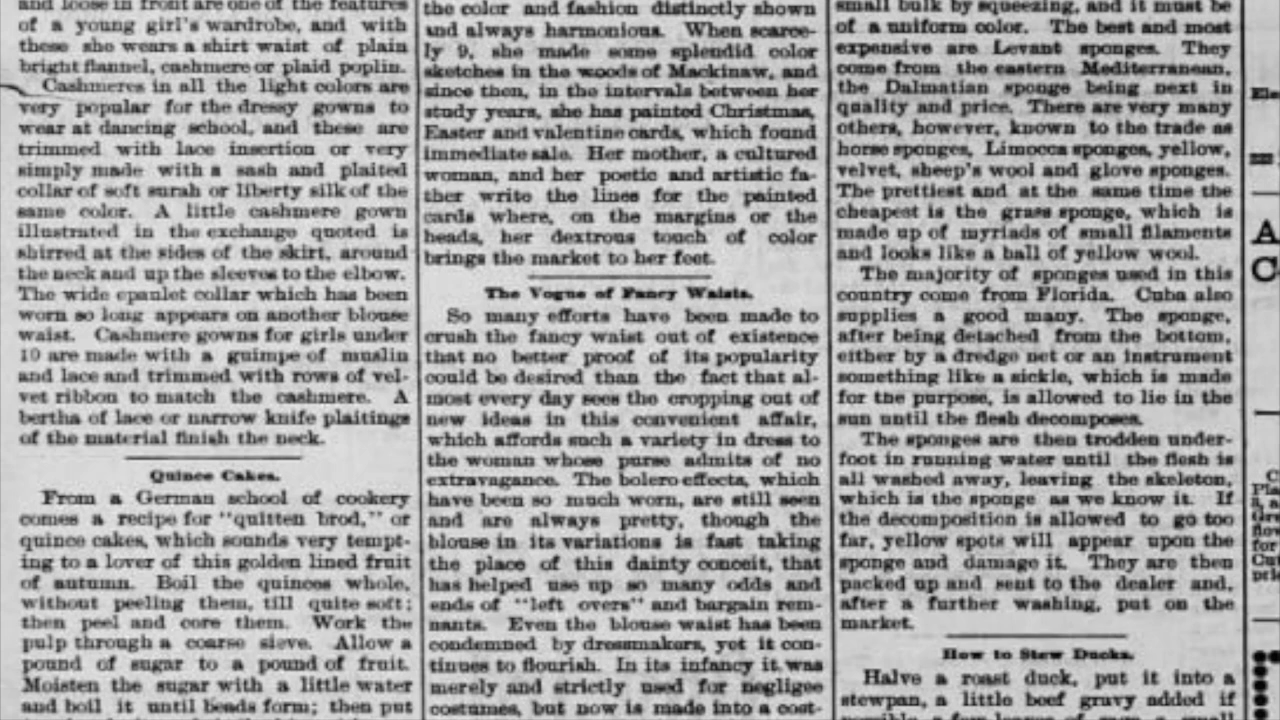 and loose in front are one of the features
of a young girl's wardrobe, and with
these she wears a shirt waist of plain
bright flannel, cashmere or plaid poplin.
Cashmeres in all the light colors are
very popular for the dressy gowns to
wear at dancing school, and these are
trimmed with lace insertion or very
simply made with a sash and plaited
collar of soft surah or liberty silk of the
same color. A little cashmere gown
illustrated in the exchange quoted is
shirred at the sides of the skirt, around
the neck and up the sleeves to the elbow.
The wide epaulet collar which has been
worn so long appears on another blouse
waist. Cashmere gowns for girls under
10 are made with a guimpe of muslin
and lace and trimmed with rows of vel-
vet ribbon to match the cashmere. A
bertha of lace or narrow knife plaitings
of the material finish the neck.
Quince Cakes.
From a German school of cookery
comes a recipe for "quitten brod," or
quince cakes, which sounds very tempt-
ing to a lover of this golden lined fruit
of autumn. Boil the quinces whole,
without peeling them, till quite soft;
then peel and core them. Work the
pulp through a coarse sieve. Allow a
pound of sugar to a pound of fruit.
Moisten the sugar with a little water
and boil it until beads form; then put
the color and fashion distinctly shown
and always harmonious. When scarce-
ly 9, she made some splendid color
sketches in the woods of Mackinaw, and
since then, in the intervals between her
study years, she has painted Christmas,
Easter and valentine cards, which found
immediate sale. Her mother, a cultured
woman, and her poetic and artistic fa-
ther write the lines for the painted
cards where, on the margins or the
heads, her dextrous touch of color
brings the market to her feet.
The Vogue of Fancy Waists.
So many efforts have been made to
crush the fancy waist out of existence
that no better proof of its popularity
could be desired than the fact that al-
most every day sees the cropping out of
new ideas in this convenient affair,
which affords such a variety in dress to
the woman whose purse admits of no
extravagance. The bolero effects, which
have been so much worn, are still seen
and are always pretty, though the
blouse in its variations is fast taking
the place of this dainty conceit, that
has helped use up so many odds and
ends of "left overs" and bargain rem-
nants. Even the blouse waist has been
condemned by dressmakers, yet it con-
tinues to flourish. In its infancy it was
merely and strictly used for negligee
costumes, but now is made into a cost-
small bulk by squeezing, and it must be
of a uniform color. The best and most
expensive are Levant sponges. They
come from the eastern Mediterranean,
the Dalmatian sponge being next in
quality and price. There are very many
others, however, known to the trade as
horse sponges, Limocca sponges, yellow,
velvet, sheep's wool and glove sponges.
The prettiest and at the same time the
cheapest is the grass sponge, which is
made up of myriads of small filaments
and looks like a ball of yellow wool.
The majority of sponges used in this
country come from Florida. Cuba also
supplies a good many. The sponge,
after being detached from the bottom,
either by a dredge net or an instrument
something like a sickle, which is made
for the purpose, is allowed to lie in the
sun until the flesh decomposes.
The sponges are then trodden under-
foot in running water until the flesh is
all washed away, leaving the skeleton,
which is the sponge as we know it. If
the decomposition is allowed to go too
far, yellow spots will appear upon the
sponge and damage it. They are then
packed up and sent to the dealer and,
after a further washing, put on the
market.
How to Stew Ducks.
Halve a roast duck, put it into a
stewpan, a little beef gravy added if
A
C
for